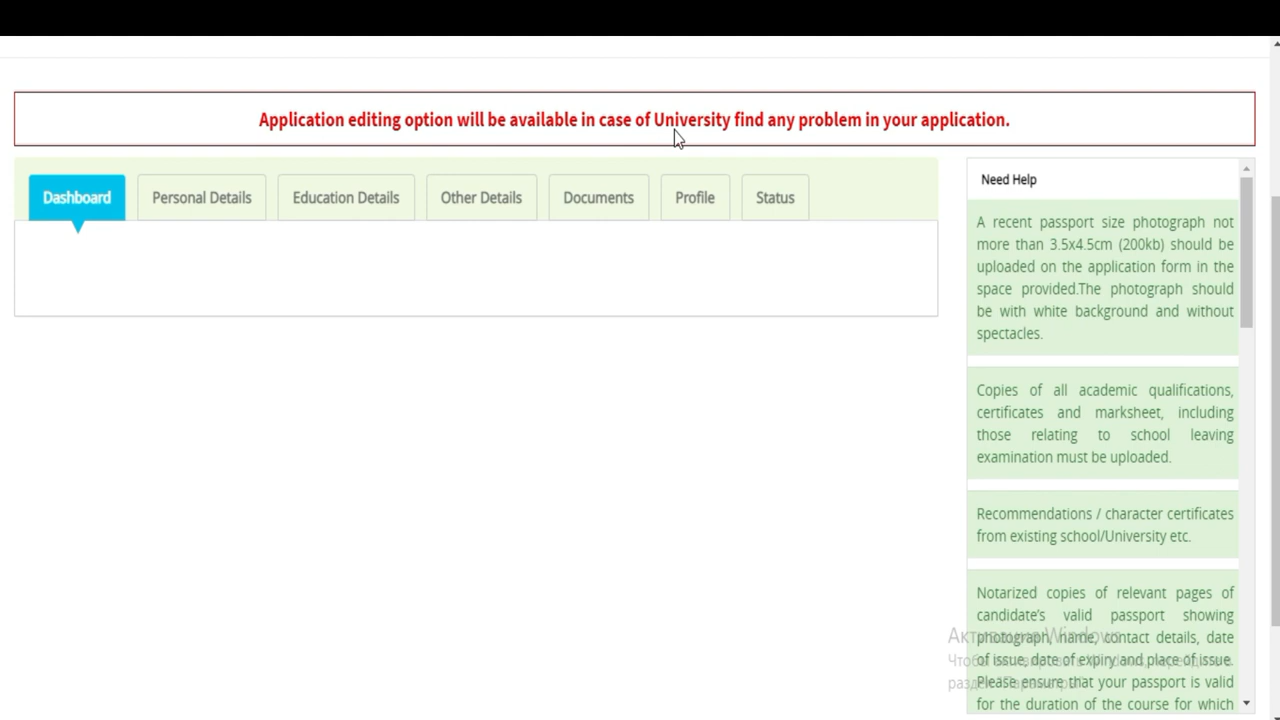 Application editing option will be available in case of University find any problem in your application.
Dashboard
Personal Details
Education Details
Other Details
Documents
Profile
Status
Need Help
A recent passport size photograph not
more than 3.5x4.5cm (200kb) should be
uploaded on the application form in the
space provided.The photograph should
be with white background and without
spectacles.
Copies of all academic qualifications,
certificates and marksheet, including
those relating to school leaving
examination must be uploaded.
Recommendations / character certificates
from existing school/University etc.
Notarized copies of relevant pages of
candidate's valid passport showing
photograph, name, contact details, date
of issue, date of expiry and place of issue.
Please ensure that your passport is valid
for the duration of the course for which
Активация Windows